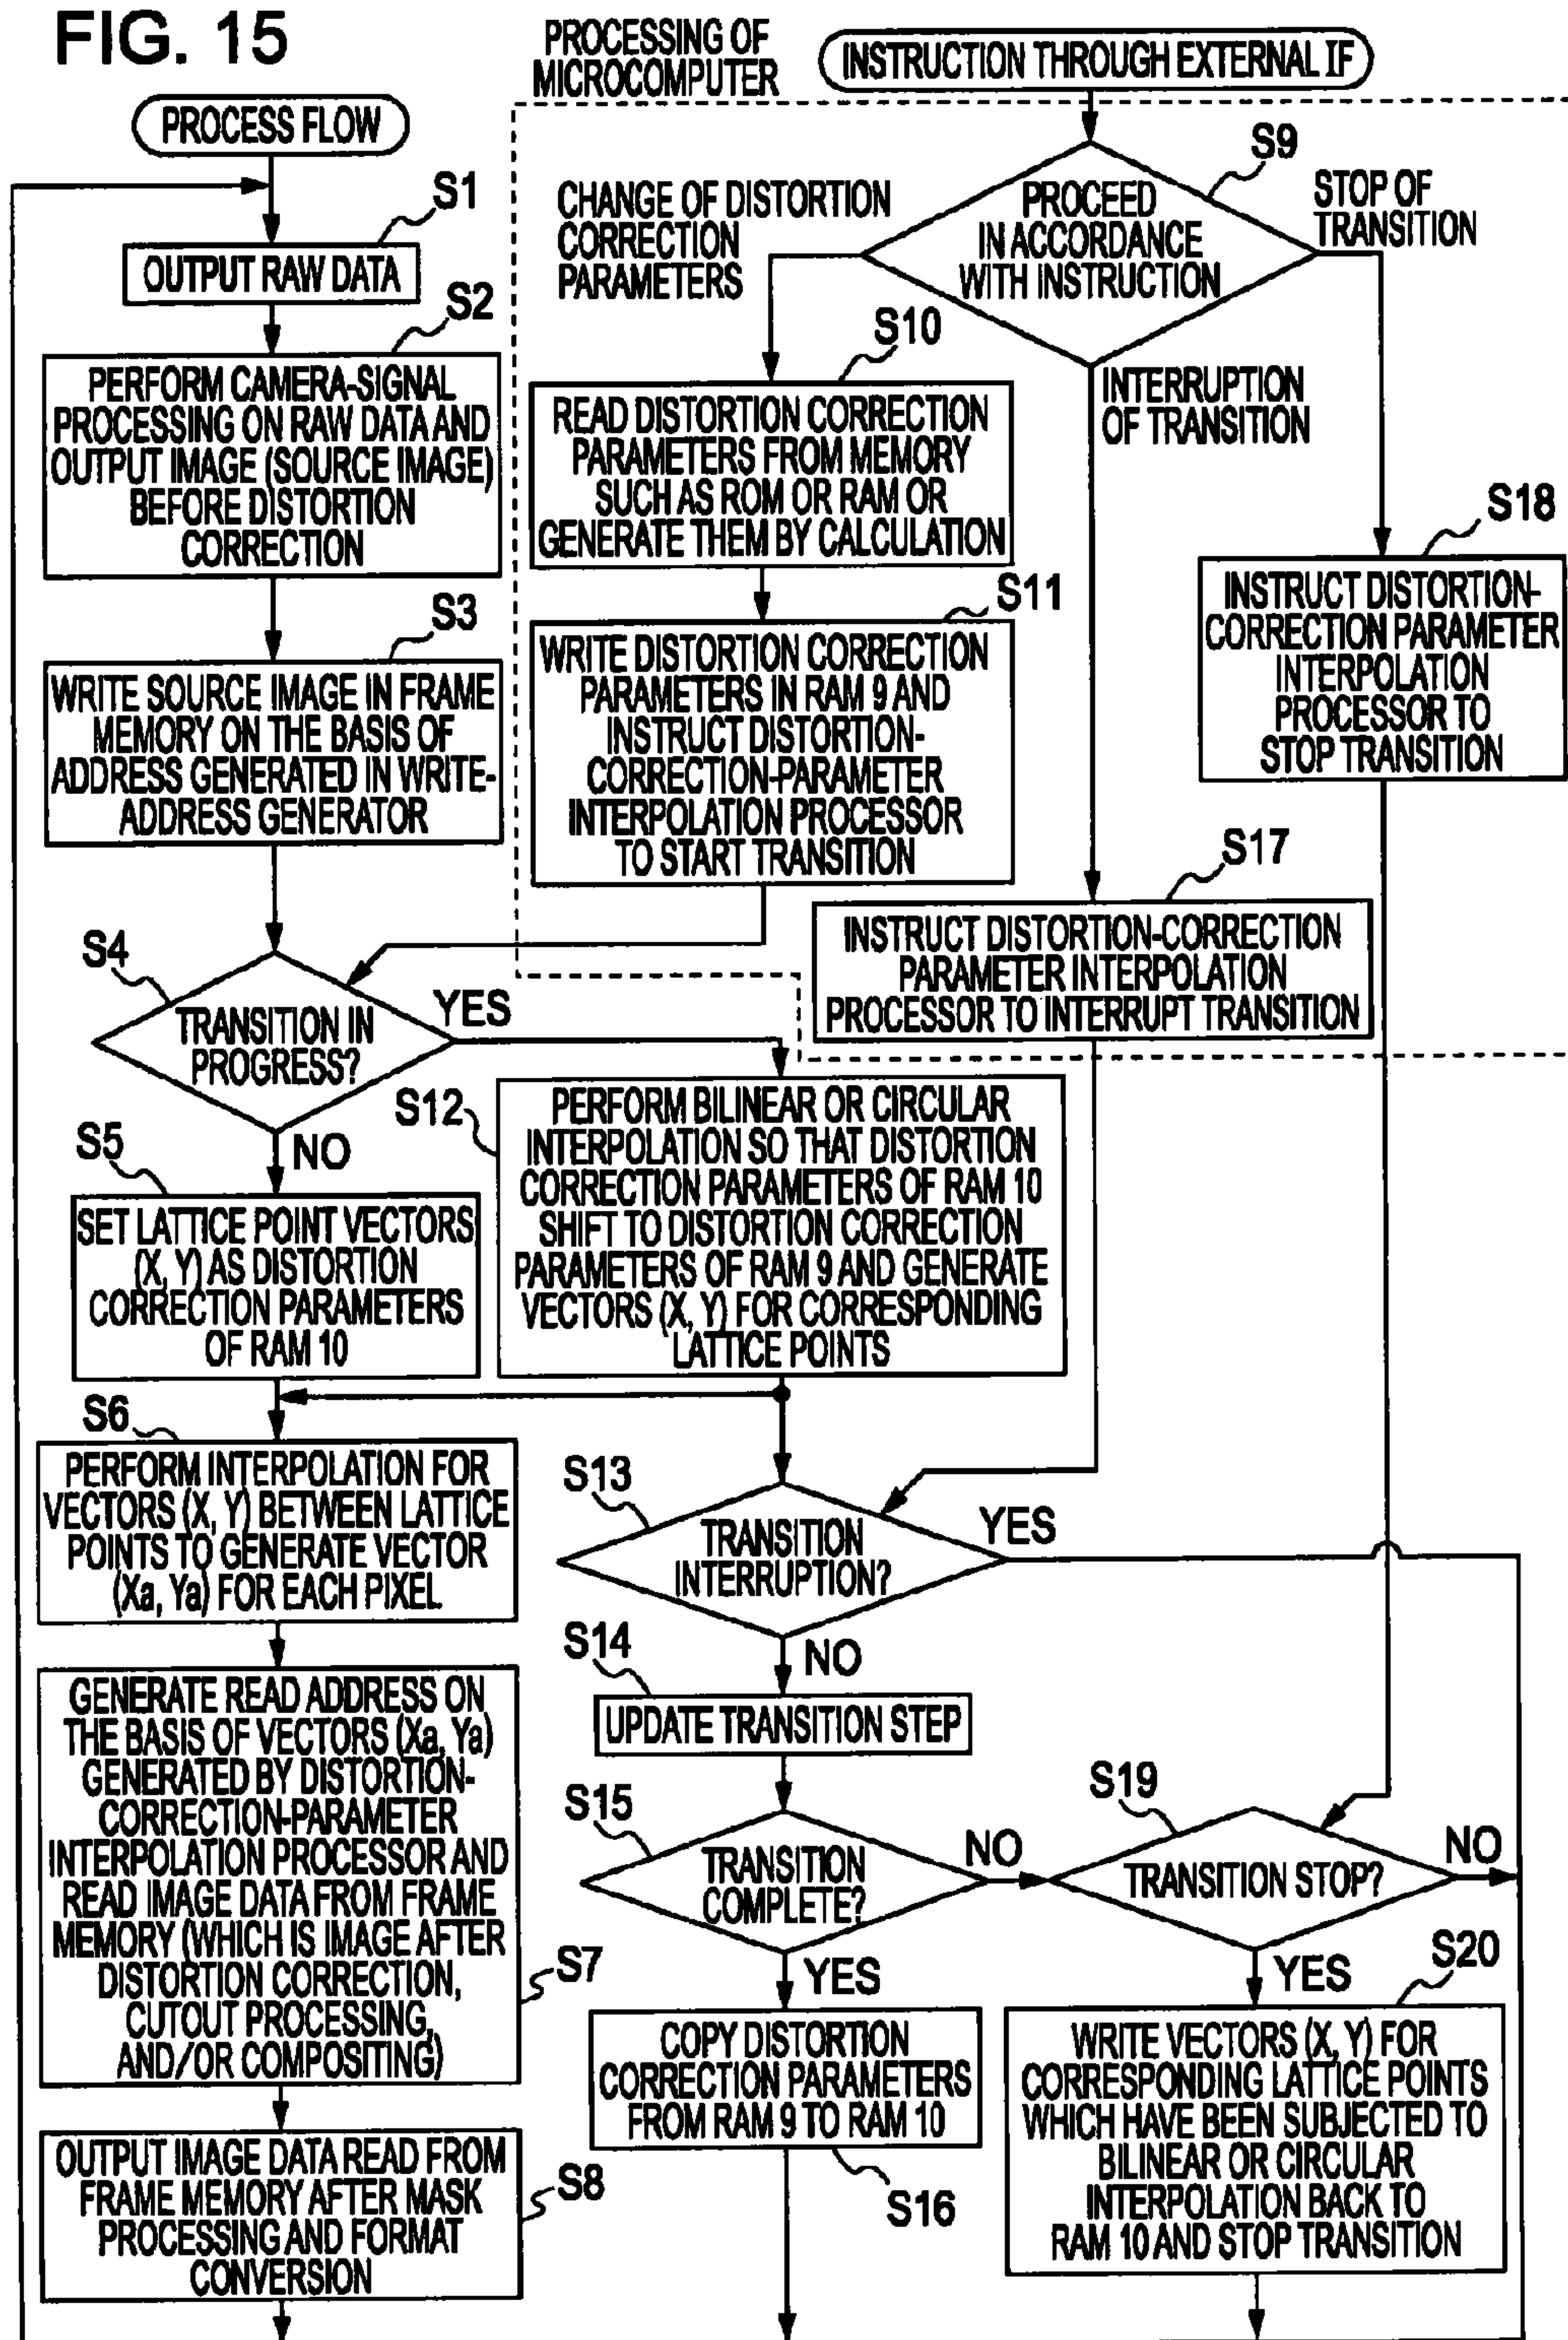 FIG. 15
PROCESS FLOW
S1
OUTPUT RAW DATA
S2
PERFORM CAMERA-SIGNAL
PROCESSING ON RAW DATA AND
OUTPUT IMAGE (SOURCE IMAGE)
BEFORE DISTORTION
CORRECTION
S3
WRITE SOURCE IMAGE IN FRAME
MEMORY ON THE BASIS OF
ADDRESS GENERATED IN WRITE-
ADDRESS GENERATOR
S4
TRANSITION IN
PROGRESS?
YES
NO
S5
SET LATTICE POINT VECTORS
(X, Y) AS DISTORTION
CORRECTION PARAMETERS
OF RAM 10
S6
PERFORM INTERPOLATION FOR
VECTORS (X, Y) BETWEEN LATTICE
POINTS TO GENERATE VECTOR
(Xa, Ya) FOR EACH PIXEL
GENERATE READ ADDRESS ON
THE BASIS OF VECTORS (Xa, Ya)
GENERATED BY DISTORTION-
CORRECTION-PARAMETER
INTERPOLATION PROCESSOR AND
READ IMAGE DATA FROM FRAME
MEMORY (WHICH IS IMAGE AFTER
DISTORTION CORRECTION,
CUTOUT PROCESSING,
AND/OR COMPOSITING)
S7
OUTPUT IMAGE DATA READ FROM
FRAME MEMORY AFTER MASK
PROCESSING AND FORMAT
CONVERSION
S8
PROCESSING OF
MICROCOMPUTER
INSTRUCTION THROUGH EXTERNAL IF
S9
PROCEED
IN ACCORDANCE
WITH INSTRUCTION
CHANGE OF DISTORTION
CORRECTION
PARAMETERS
STOP OF
TRANSITION
INTERRUPTION
OF TRANSITION
S10
READ DISTORTION CORRECTION
PARAMETERS FROM MEMORY
SUCH AS ROM OR RAM OR
GENERATE THEM BY CALCULATION
S11
WRITE DISTORTION CORRECTION
PARAMETERS IN RAM 9 AND
INSTRUCT DISTORTION-
CORRECTION-PARAMETER
INTERPOLATION PROCESSOR
TO START TRANSITION
S18
INSTRUCT DISTORTION-
CORRECTION PARAMETER
INTERPOLATION
PROCESSOR TO
STOP TRANSITION
S17
INSTRUCT DISTORTION-CORRECTION
PARAMETER INTERPOLATION
PROCESSOR TO INTERRUPT TRANSITION
S12
PERFORM BILINEAR OR CIRCULAR
INTERPOLATION SO THAT DISTORTION
CORRECTION PARAMETERS OF RAM 10
SHIFT TO DISTORTION CORRECTION
PARAMETERS OF RAM 9 AND GENERATE
VECTORS (X, Y) FOR CORRESPONDING
LATTICE POINTS
S13
TRANSITION
INTERRUPTION?
YES
NO
S14
UPDATE TRANSITION STEP
S15
TRANSITION
COMPLETE?
NO
YES
COPY DISTORTION
CORRECTION PARAMETERS
FROM RAM 9 TO RAM 10
S16
S19
TRANSITION STOP?
NO
YES
S20
WRITE VECTORS (X, Y) FOR
CORRESPONDING LATTICE POINTS
WHICH HAVE BEEN SUBJECTED TO
BILINEAR OR CIRCULAR
INTERPOLATION BACK TO
RAM 10 AND STOP TRANSITION